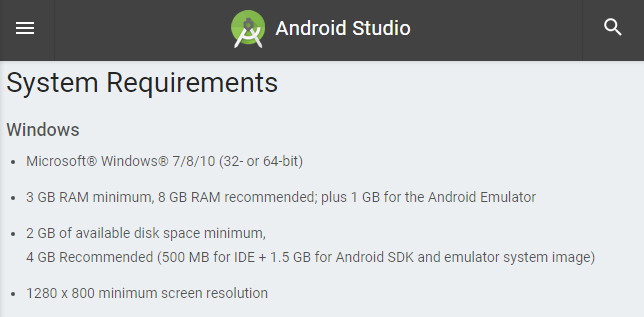 Android Studio
System Requirements
Windows
• Microsoft® Windows® 7/8/10 (32- or 64-bit)
• 3 GB RAM minimum, 8 GB RAM recommended; plus 1 GB for the Android Emulator
• 2 GB of available disk space minimum,
4 GB Recommended (500 MB for IDE + 1.5 GB for Android SDK and emulator system image)
• 1280 x 800 minimum screen resolution